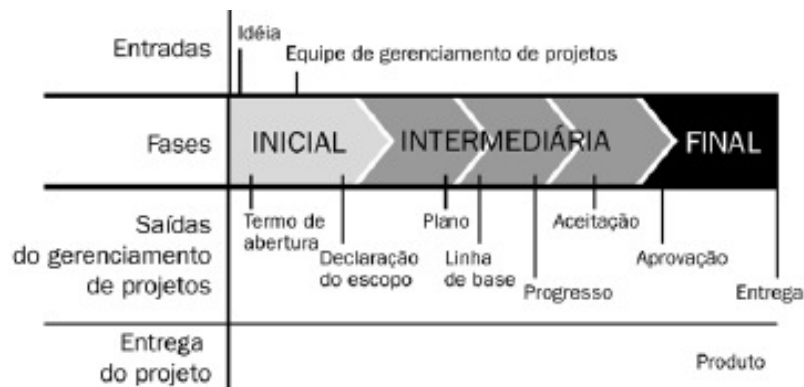 Entradas
Idéia
Equipe de gerenciamento de projetos
Fases
INICIAL
INTERMEDIÁRIA
FINAL
Saídas
do gerenciamento
de projetos
Termo de
abertura
Declaração
do escopo
Plano
Linha
de base
Progresso
Aceitação
Aprovação
Entrega
Entrega
do projeto
Produto